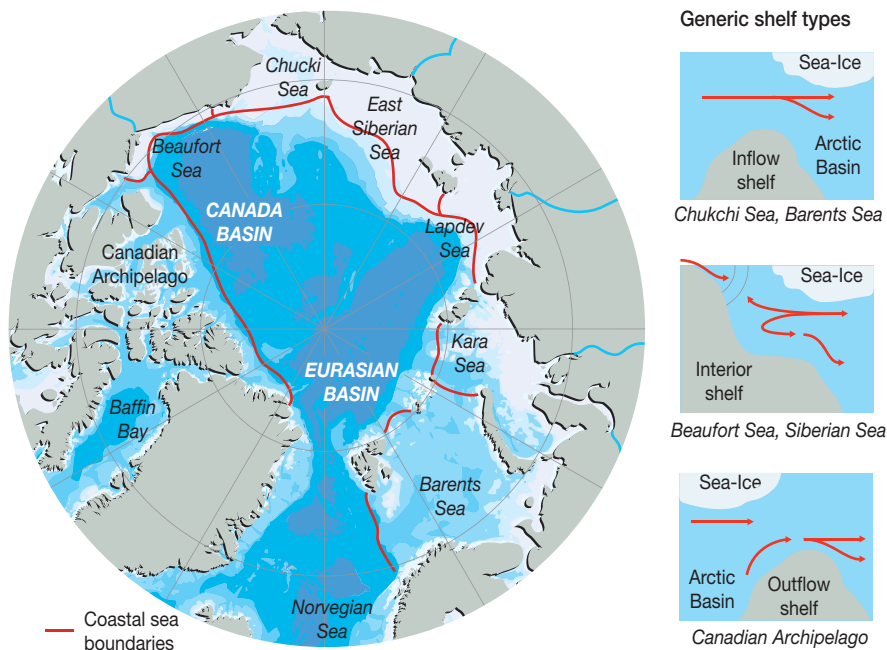 Chucki
Sea
East
Siberian
Sea
Beaufort
Sea
CANADA
BASIN
Lapdev
Sea
Canadian
Archipelago
Kara
Sea
EURASIAN
BASIN
Baffin
Bay
Barents
Sea
Norwegian
Sea
Coastal sea
boundaries
Generic shelf types
Sea-Ice
Arctic
Basin
Inflow
shelf
Chukchi Sea, Barents Sea
Sea-Ice
Interior
shelf
Beaufort Sea, Siberian Sea
Sea-Ice
Arctic
Basin
Outflow
shelf
Canadian Archipelago